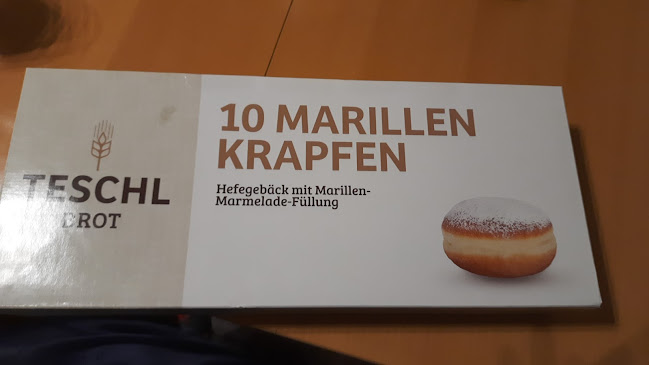 TESCHL
BROT
10 MARILLEN
KRAPFEN
Hefegebäck mit Marillen-
Marmelade-Füllung